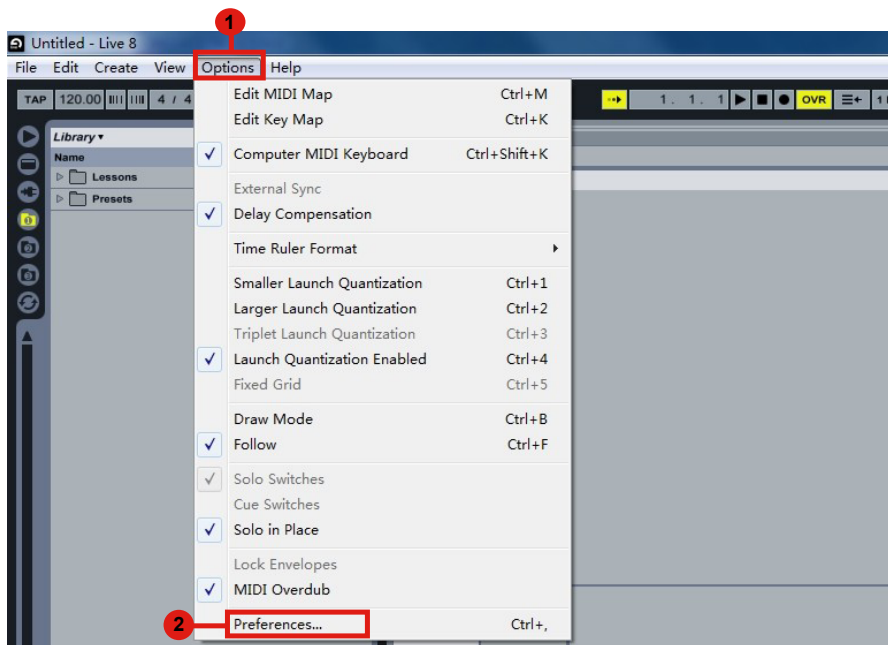 1
Untitled - Live 8
File Edit Create View Options Help
TAP 120.00 4 / 4 1. 1. 1 OVR 1
Library
Name
Lessons
Presets
Edit MIDI Map Ctrl+M
Edit Key Map Ctrl+K
Computer MIDI Keyboard Ctrl+Shift+K
External Sync
Delay Compensation
Time Ruler Format
Smaller Launch Quantization Ctrl+1
Larger Launch Quantization Ctrl+2
Triplet Launch Quantization Ctrl+3
Launch Quantization Enabled Ctrl+4
Fixed Grid Ctrl+5
Draw Mode Ctrl+B
Follow Ctrl+F
Solo Switches
Cue Switches
Solo in Place
Lock Envelopes
MIDI Overdub
2 Preferences... Ctrl+,